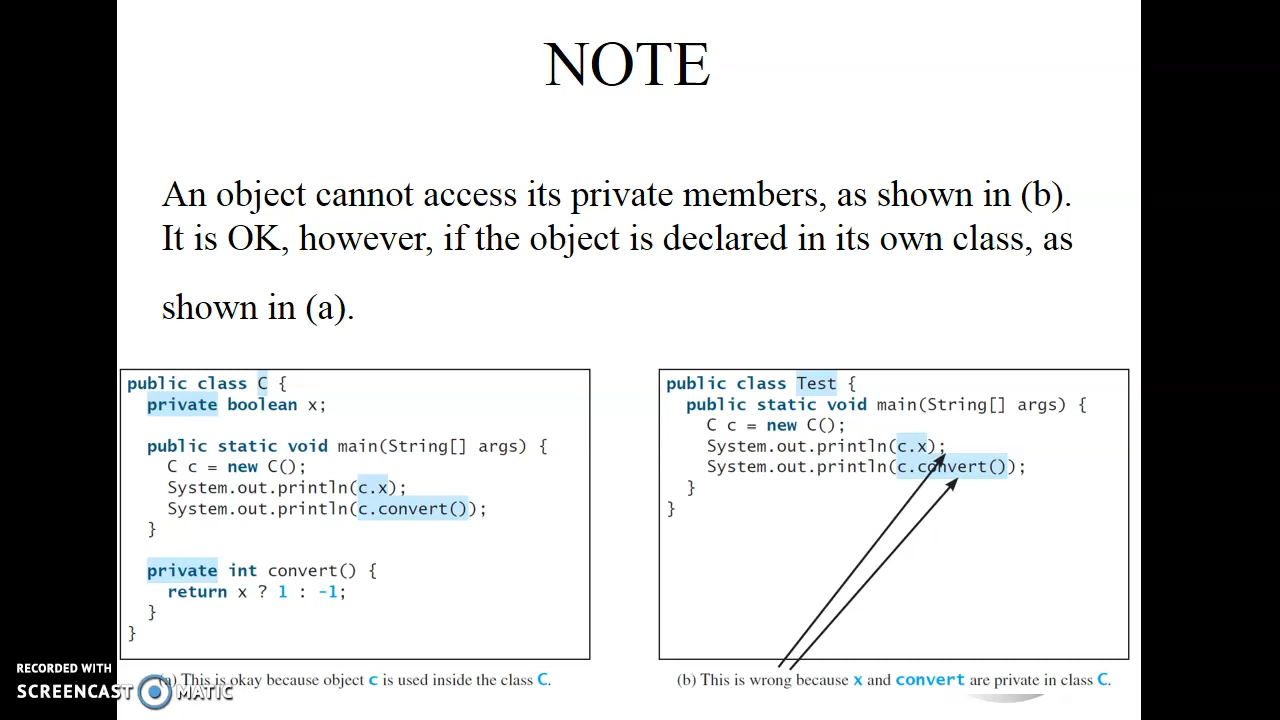 NOTE
An object cannot access its private members, as shown in (b).
It is OK, however, if the object is declared in its own class, as
shown in (a).
public class C {
private boolean x;
public static void main(String[] args) {
C c = new C();
System.out.println(c.x);
System.out.println(c.convert());
}
private int convert() {
return x ? 1 : -1;
}
}
(a) This is okay because object c is used inside the class C.
public class Test {
public static void main(String[] args) {
C c = new C();
System.out.println(c.x);
System.out.println(c.convert());
}
}
(b) This is wrong because x and convert are private in class C.
RECORDED WITH
SCREENCAST MATIC